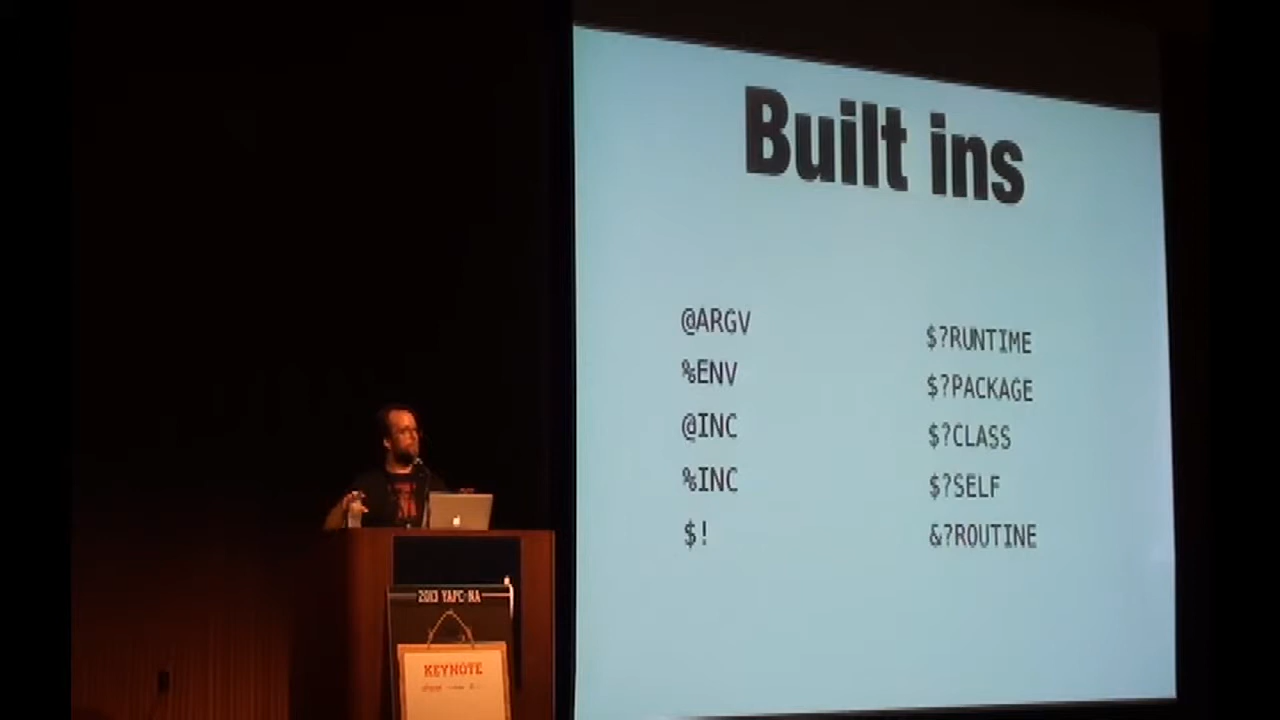 Built ins
@ARGV
%ENV
@INC
%INC
$!
$?RUNTIME
$?PACKAGE
$?CLASS
$?SELF
&?ROUTINE
2013 YAPC::NA
KEYNOTE